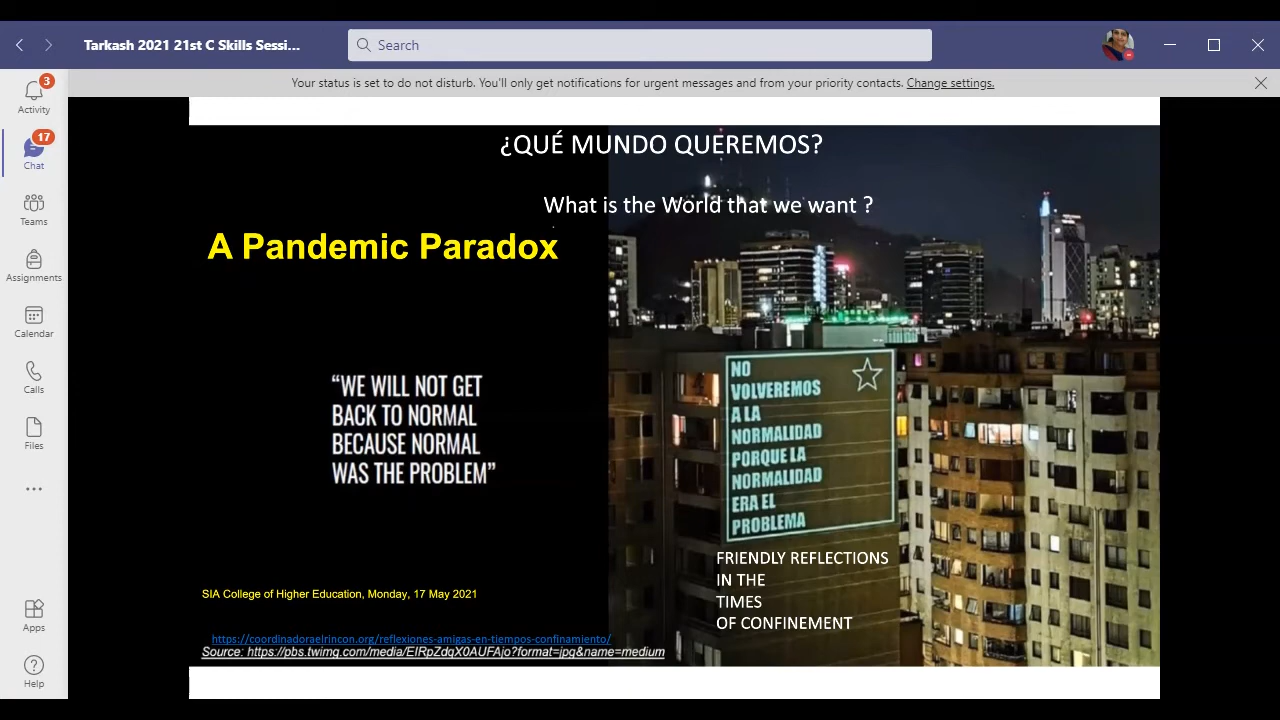 Tarkash 2021 21st C Skills Sessi...
Search
Your status is set to do not disturb. You'll only get notifications for urgent messages and from your priority contacts. Change settings.
3
Activity
17
Chat
Teams
Assignments
Calendar
Calls
Files
Apps
Help
¿QUÉ MUNDO QUEREMOS?
What is the World that we want ?
A Pandemic Paradox
“WE WILL NOT GET
BACK TO NORMAL
BECAUSE NORMAL
WAS THE PROBLEM”
NO
VOLVEREMOS
A LA
NORMALIDAD
PORQUE LA
NORMALIDAD
ERA EL
PROBLEMA
FRIENDLY REFLECTIONS
IN THE
TIMES
OF CONFINEMENT
SIA College of Higher Education, Monday, 17 May 2021
https://coordinadoraelrincon.org/reflexiones-amigas-en-tiempos-confinamiento/
Source: https://pbs.twimg.com/media/EIRpZdqX0AUFAjo?format=jpg&name=medium